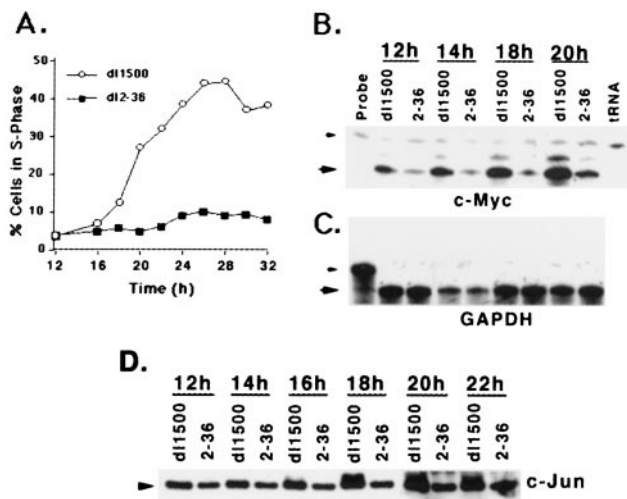 A.
dl1500
dl2-36
% Cells in S-Phase
50
40
30
20
10
0
12 16 20 24 28 32
Time (h)
B.
12h 14h 18h 20h
Probe dl1500 2-36 dl1500 2-36 dl1500 2-36 dl1500 2-36 tRNA
c-Myc
C.
GAPDH
D.
12h 14h 16h 18h 20h 22h
dl1500 2-36 dl1500 2-36 dl1500 2-36 dl1500 2-36 dl1500 2-36 dl1500 2-36
c-Jun